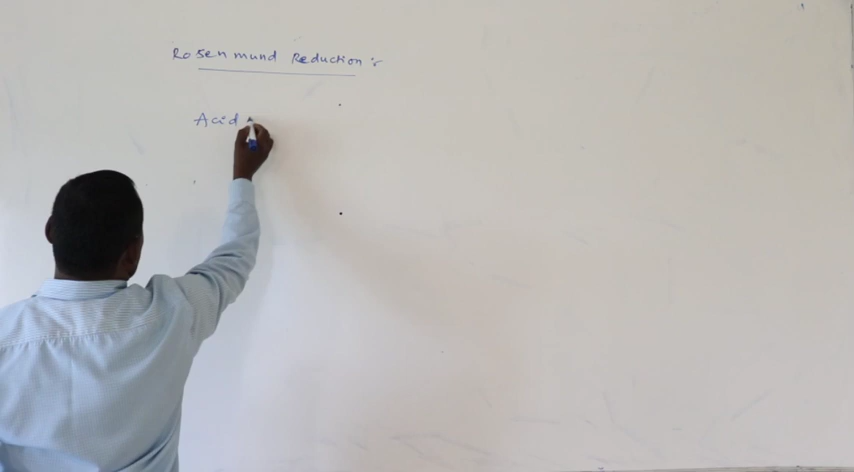 Rosenmund Reduction :-
Acid